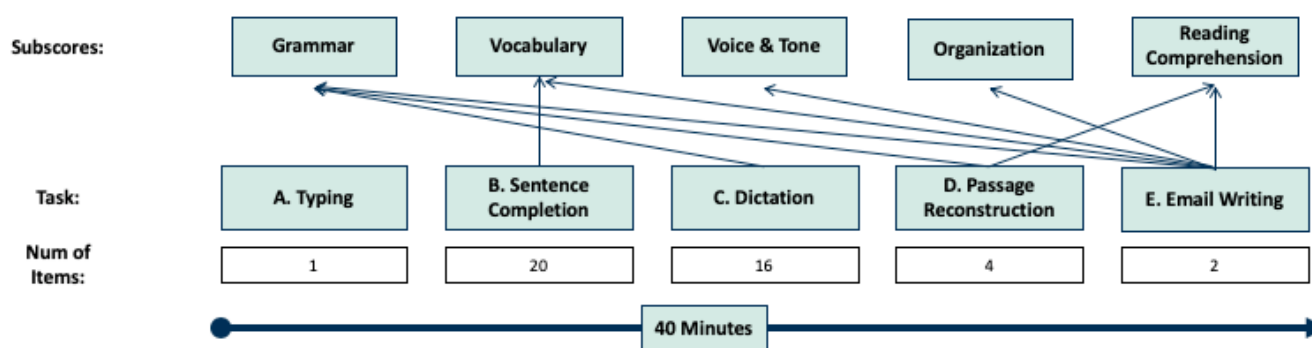 Subscores:
Grammar
Vocabulary
Voice & Tone
Organization
Reading
Comprehension
Task:
A. Typing
B. Sentence
Completion
C. Dictation
D. Passage
Reconstruction
E. Email Writing
Num of
Items:
1
20
16
4
2
40 Minutes